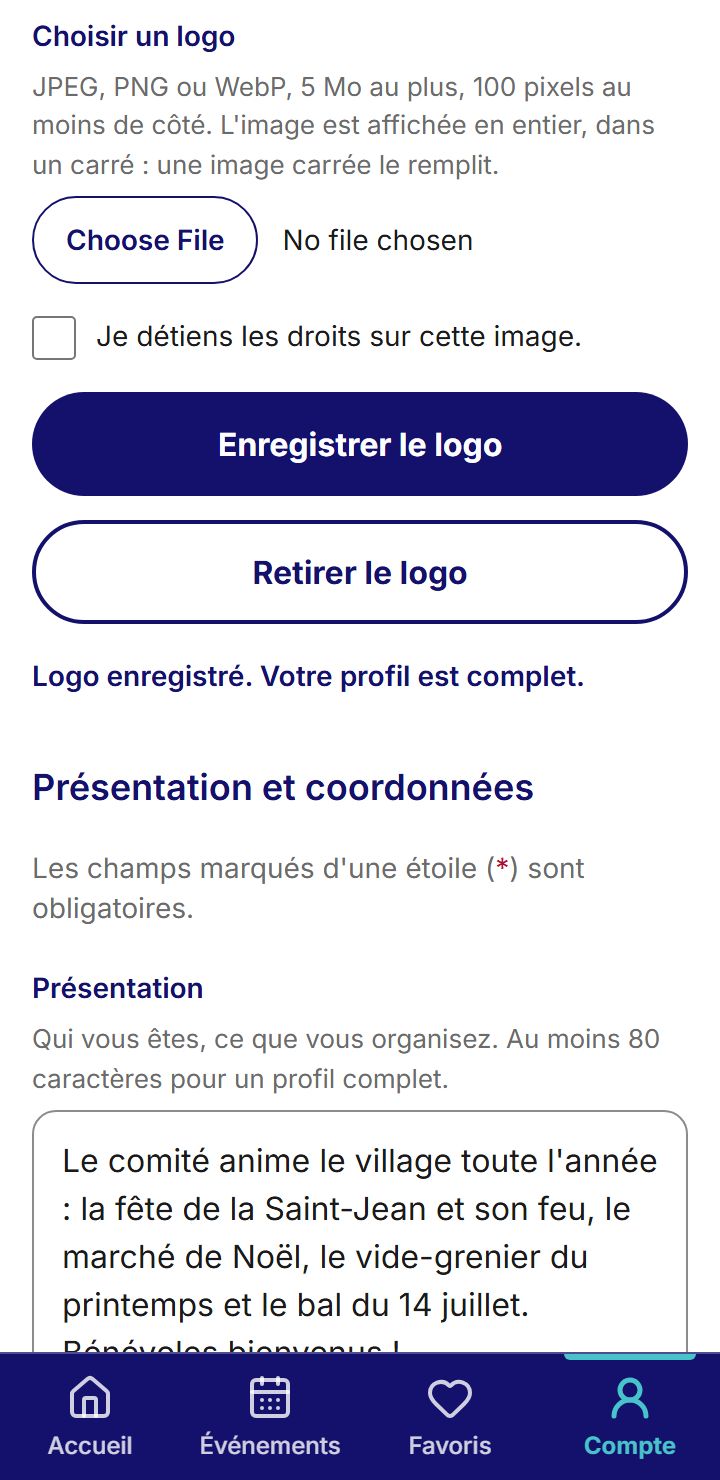 Choisir un logo
JPEG, PNG ou WebP, 5 Mo au plus, 100 pixels au
moins de côté. L'image est affichée en entier, dans
un carré : une image carrée le remplit.
Choose File No file chosen
Je détiens les droits sur cette image.
Enregistrer le logo
Retirer le logo
Logo enregistré. Votre profil est complet.
Présentation et coordonnées
Les champs marqués d'une étoile (*) sont
obligatoires.
Présentation
Qui vous êtes, ce que vous organisez. Au moins 80
caractères pour un profil complet.
Le comité anime le village toute l'année
: la fête de la Saint-Jean et son feu, le
marché de Noël, le vide-grenier du
printemps et le bal du 14 juillet.
Bénévoles bienvenus !
Accueil Événements Favoris Compte